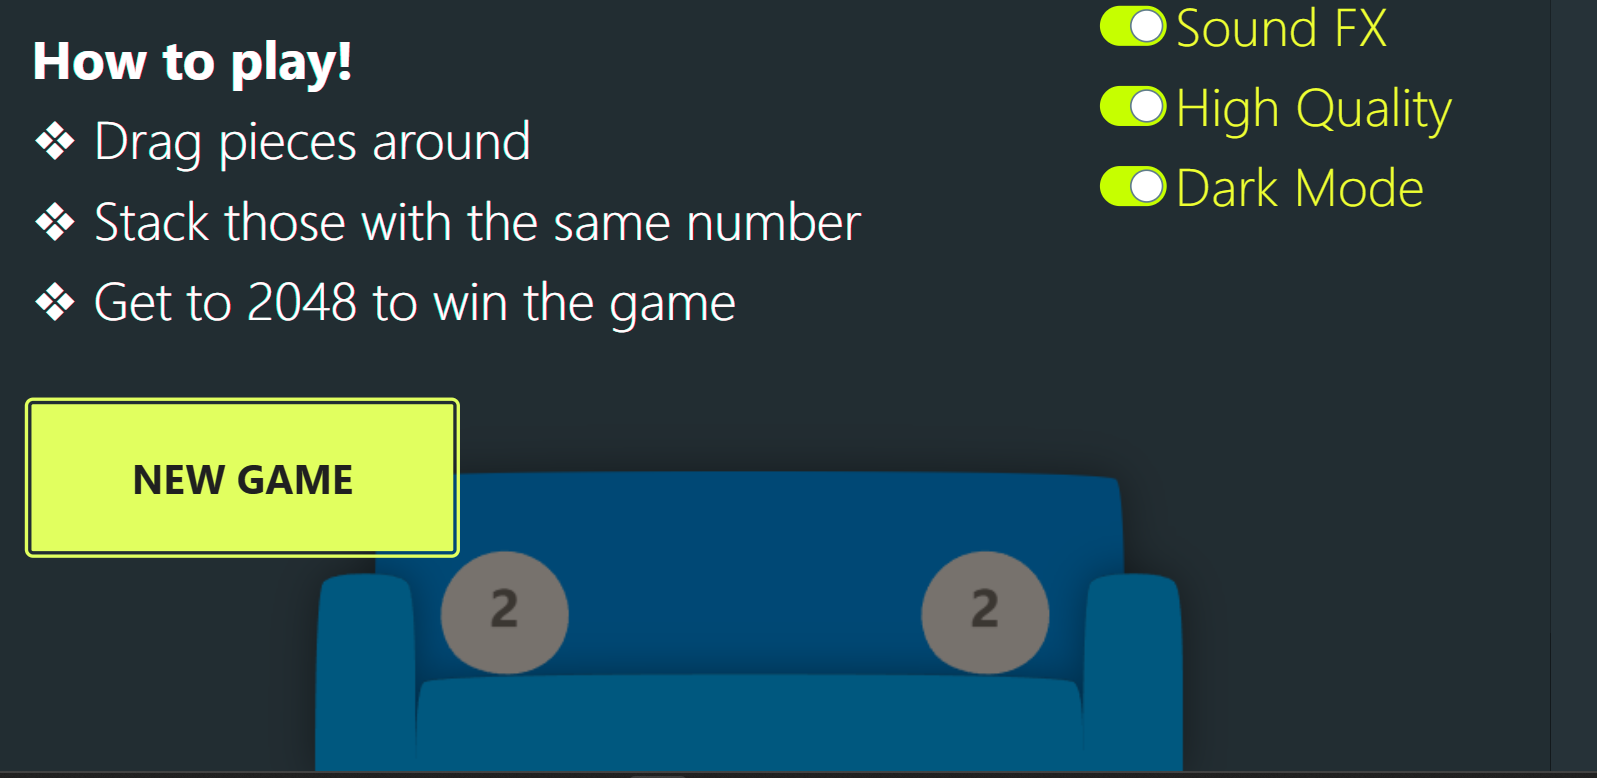 How to play!
❖ Drag pieces around
❖ Stack those with the same number
❖ Get to 2048 to win the game
Sound FX
High Quality
Dark Mode
NEW GAME
2
2